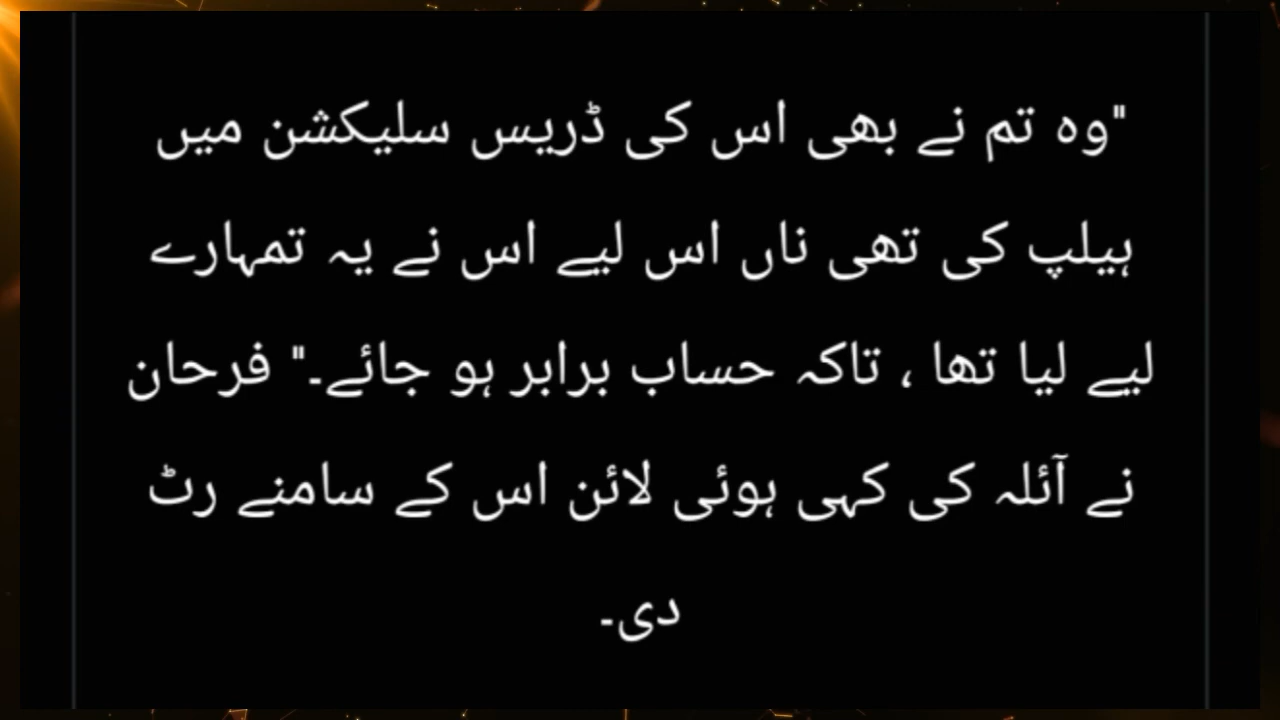 "وہ تم نے بھی اس کی ڈریس سلیکشن میں
ہیلپ کی تھی ناں اس لیے اس نے یہ تمہارے
لیے لیا تھا ، تاکہ حساب برابر ہو جائے۔" فرحان
نے آئلہ کی کہی ہوئی لائن اس کے سامنے رٹ
دی۔